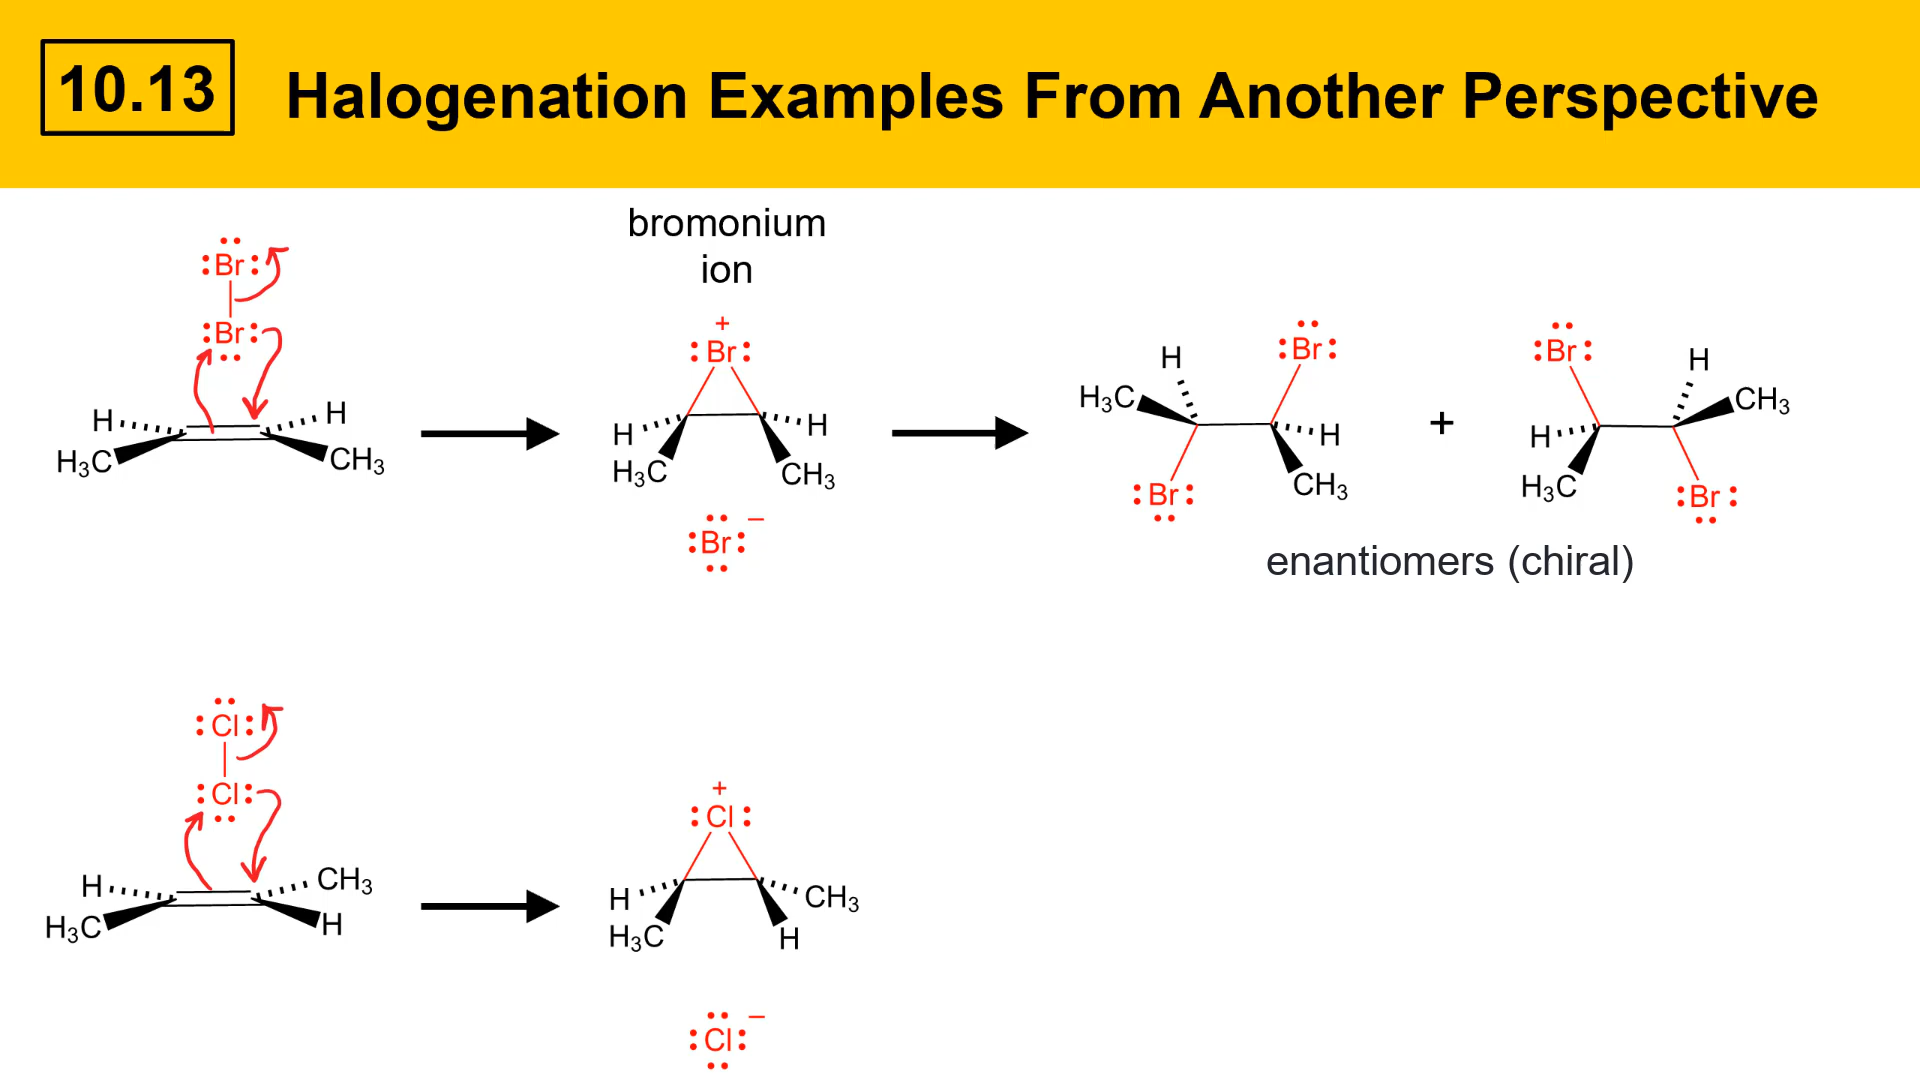 10.13 Halogenation Examples From Another Perspective
bromonium
ion
Br
Br
H H
H₃C CH₃
+
Br
H H
H₃C CH₃
Br −
H Br
H₃C H
Br CH₃
+
Br H
CH₃
H
H₃C Br
enantiomers (chiral)
Cl
Cl
H CH₃
H₃C H
+
Cl
H CH₃
H₃C H
Cl −